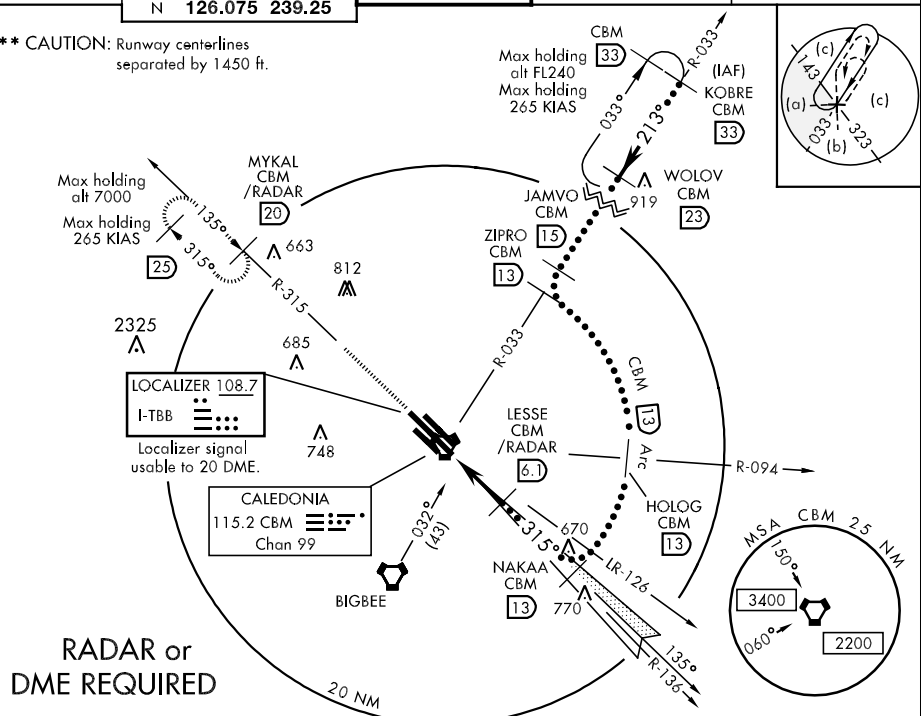 N 126.075 239.25
** CAUTION: Runway centerlines
separated by 1450 ft.
CBM
33
R-033
Max holding
alt FL240
Max holding
265 KIAS
033°
213°
(IAF)
KOBRE
CBM
33
(c)
143
(a)
(c)
033
(b)
323
MYKAL
CBM
/RADAR
20
Max holding
alt 7000
Max holding
265 KIAS
135°
315°
25
663
R-315
812
JAMVO
CBM
15
919
WOLOV
CBM
23
ZIPRO
CBM
13
R-033
2325
685
LOCALIZER 108.7
I-TBB
Localizer signal
usable to 20 DME.
748
CBM
13
Arc
LESSE
CBM
/RADAR
6.1
R-094
CALEDONIA
115.2 CBM
Chan 99
032°
(43)
BIGBEE
315°
670
HOLOG
CBM
13
NAKAA
CBM
13
770
LR-126
135°
R-136
MSA CBM 25 NM
150°
3400
060°
2200
RADAR or
DME REQUIRED
20 NM